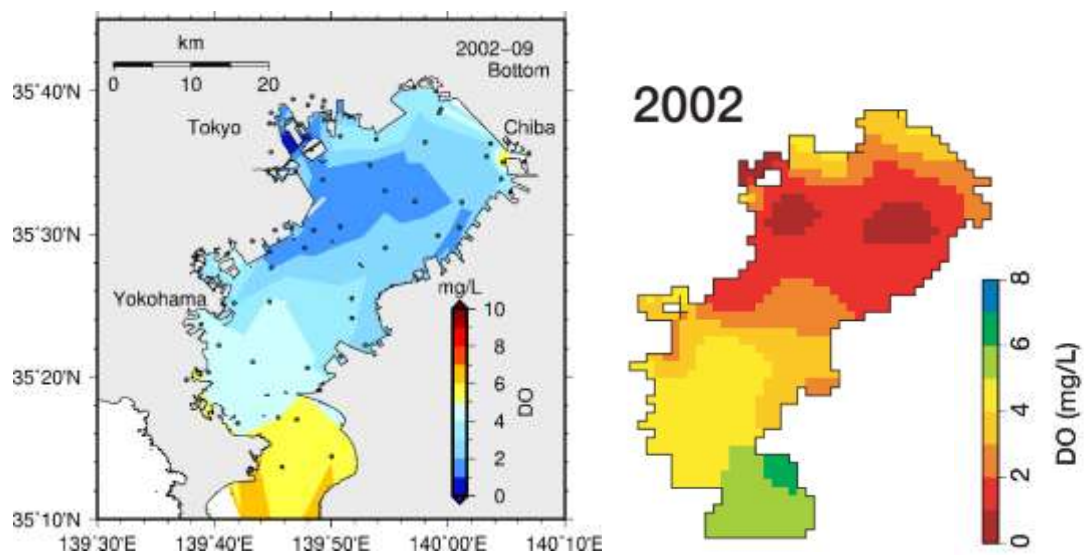 km
0 10 20
2002-09
Bottom
35°40'N
Tokyo
Chiba
35°30'N
Yokohama
mg/L
10
8
6
4
2
0
DO
35°20'N
35°10'N
139°30'E 139°40'E 139°50'E 140°00'E 140°10'E
2002
8
6
4
2
0
DO (mg/L)